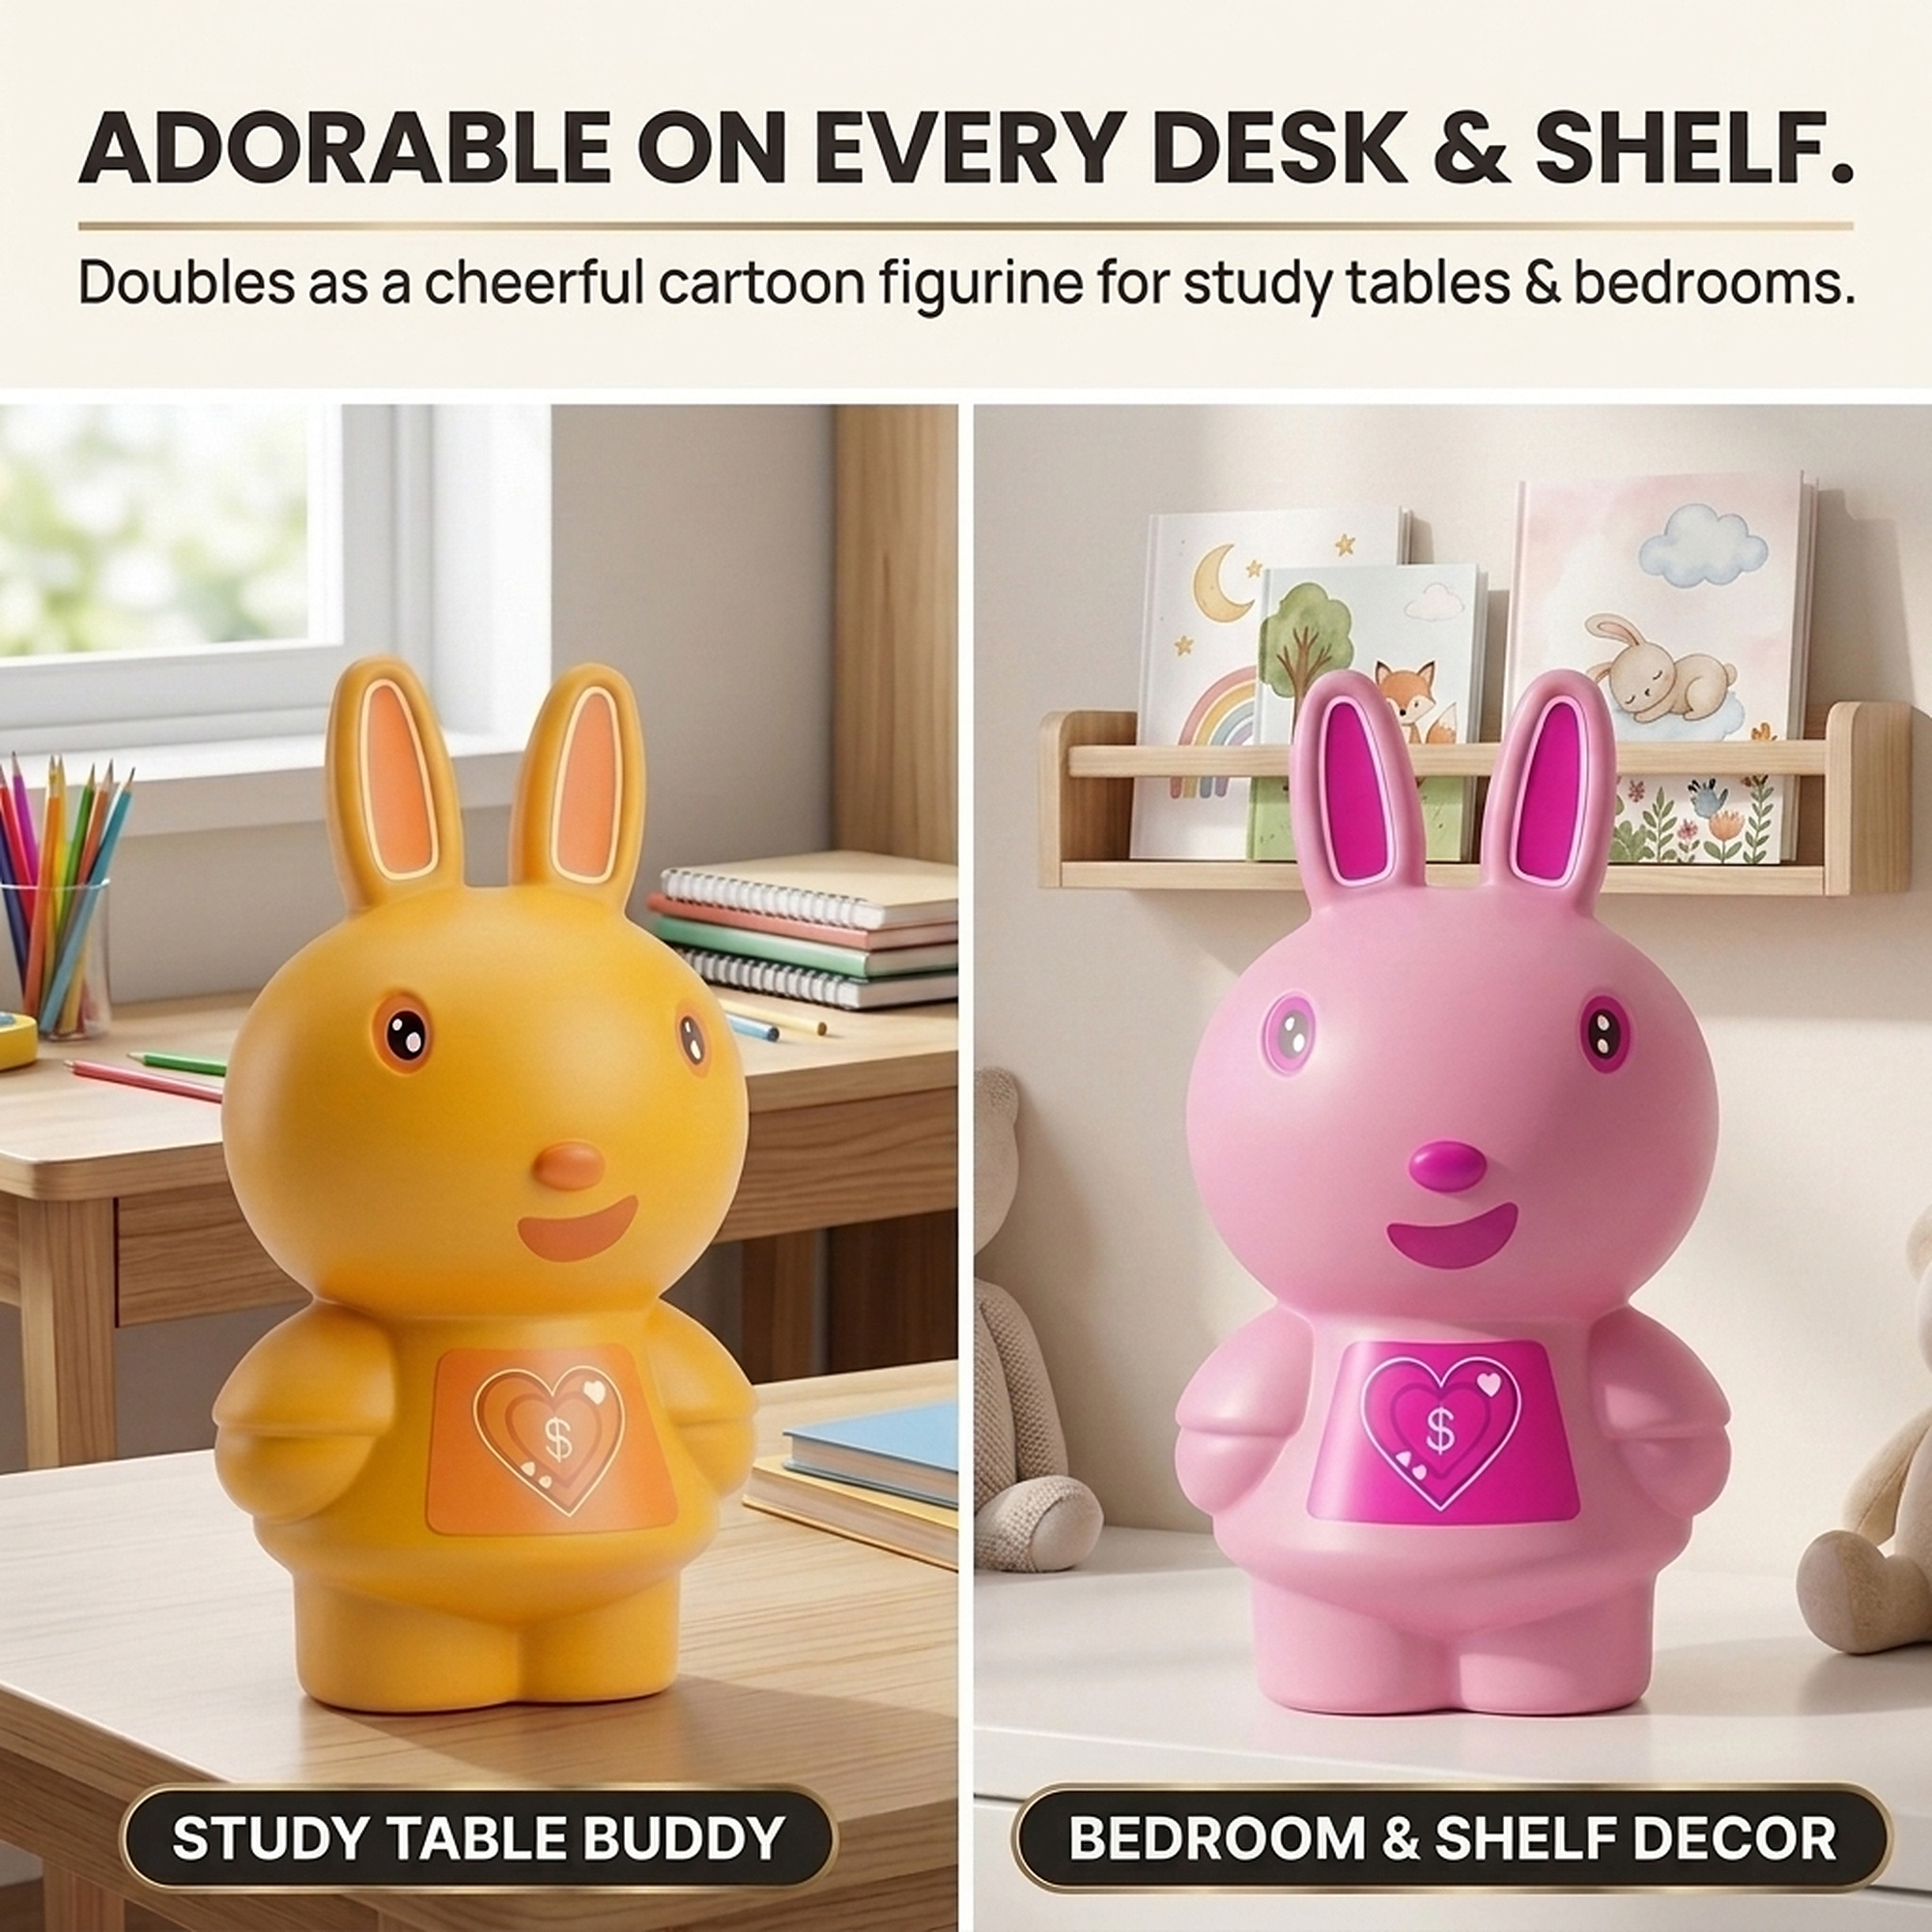 ADORABLE ON EVERY DESK & SHELF.
Doubles as a cheerful cartoon figurine for study tables & bedrooms.
$
$
STUDY TABLE BUDDY
BEDROOM & SHELF DECOR